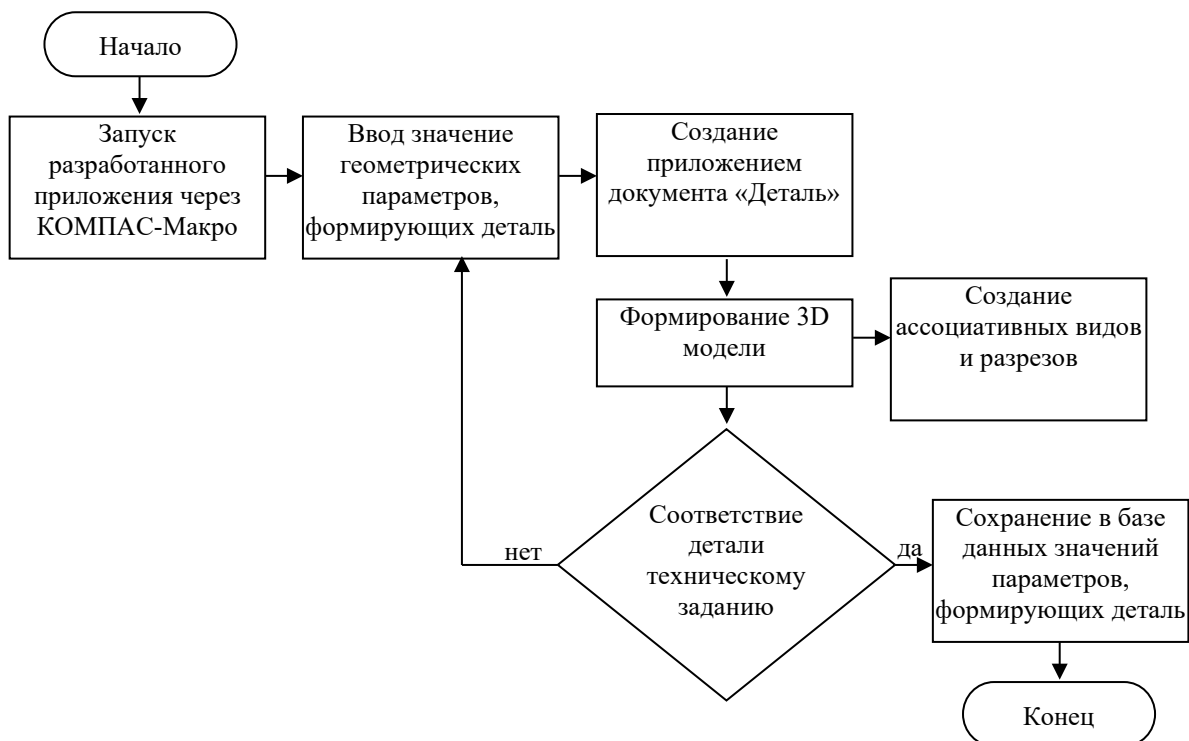 Начало
Запуск
разработанного
приложения через
КОМПАС-Макро
Ввод значение
геометрических
параметров,
формирующих деталь
Создание
приложением
документа «Деталь»
Формирование 3D
модели
Создание
ассоциативных видов
и разрезов
Соответствие
детали
техническому
заданию
нет
да
Сохранение в базе
данных значений
параметров,
формирующих деталь
Конец